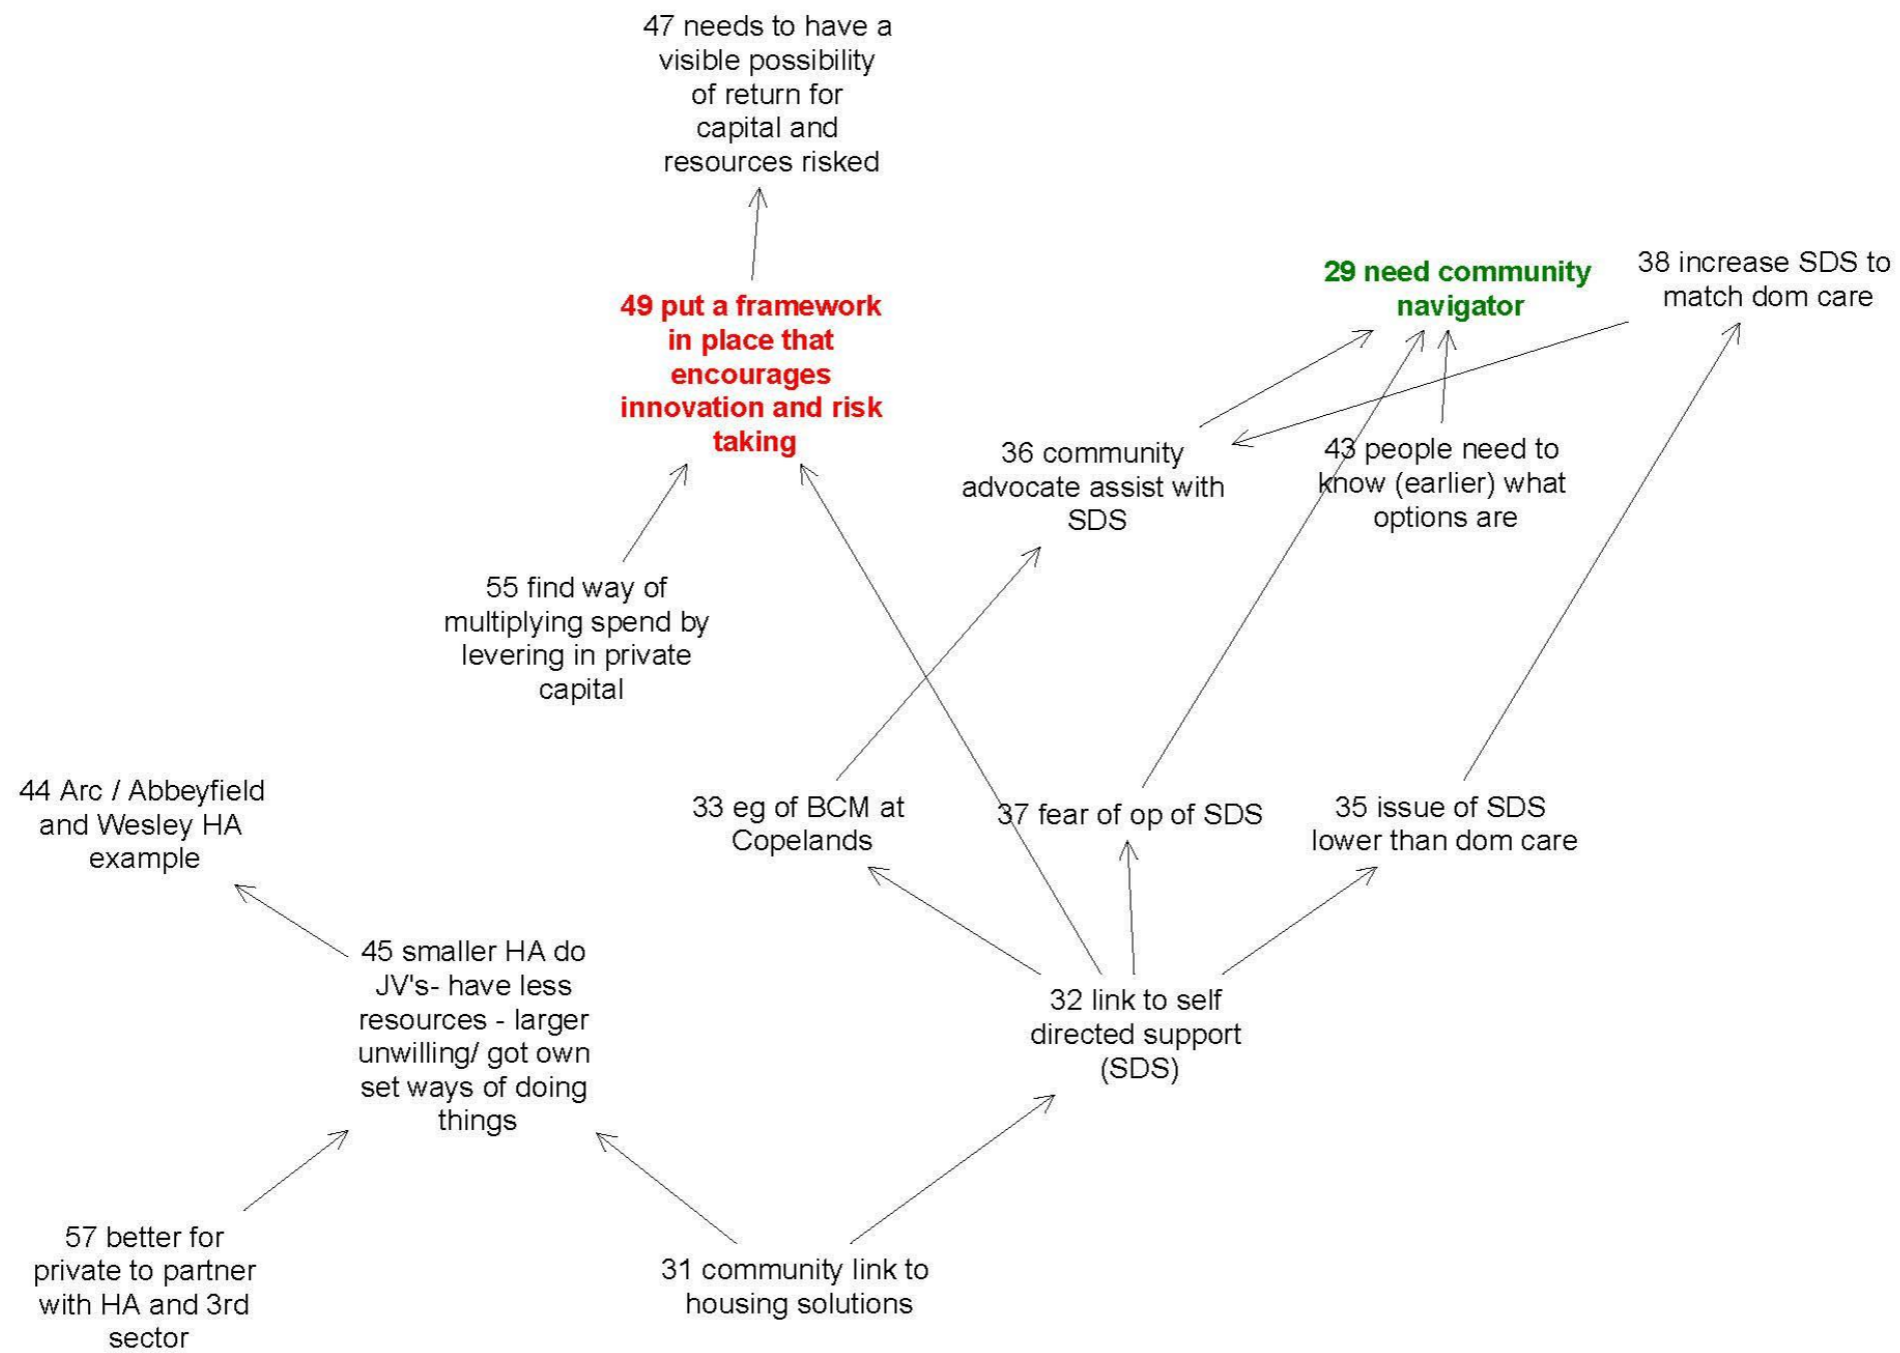 47 needs to have a
visible possibility
of return for
capital and
resources risked
49 put a framework
in place that
encourages
innovation and risk
taking
29 need community
navigator
38 increase SDS to
match dom care
36 community
advocate assist with
SDS
43 people need to
know (earlier) what
options are
55 find way of
multiplying spend by
levering in private
capital
44 Arc / Abbeyfield
and Wesley HA
example
33 eg of BCM at
Copelands
37 fear of op of SDS
35 issue of SDS
lower than dom care
45 smaller HA do
JV's- have less
resources - larger
unwilling/ got own
set ways of doing
things
32 link to self
directed support
(SDS)
57 better for
private to partner
with HA and 3rd
sector
31 community link to
housing solutions